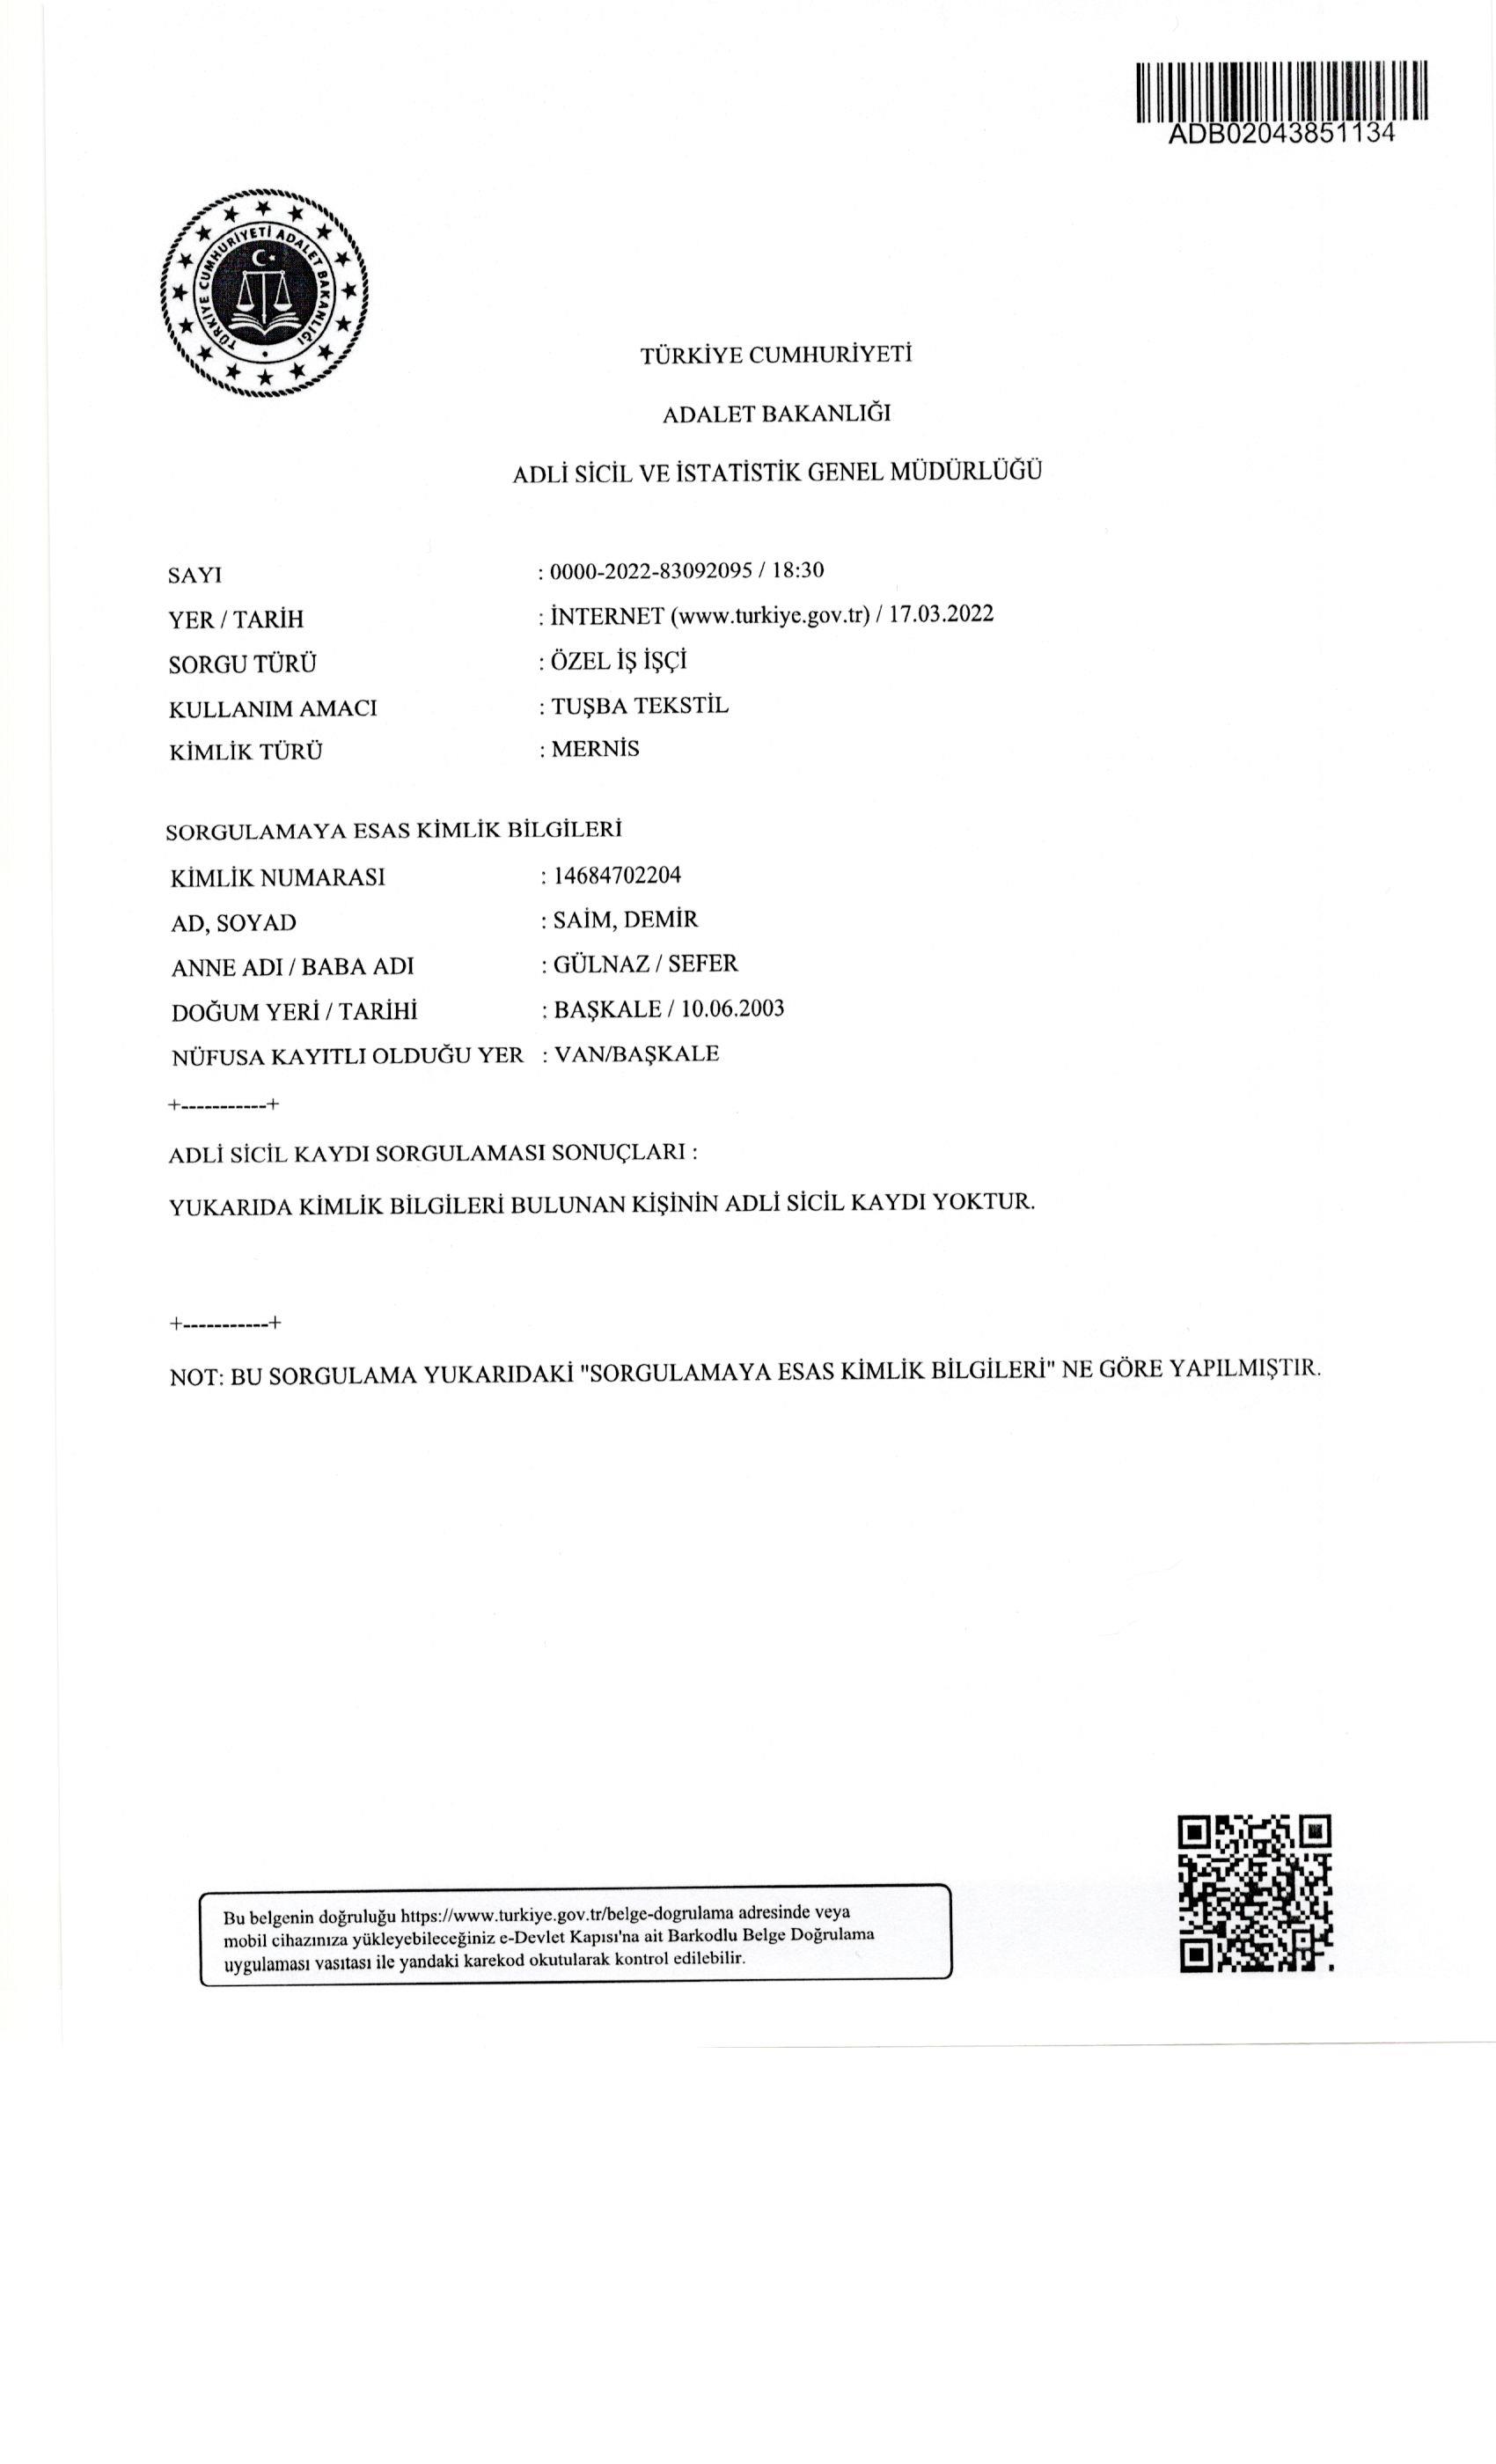 ADB02043851134
TÜRKİYE CUMHURİYETİ ADALET BAKANLIĞI
TÜRKİYE CUMHURİYETİ
ADALET BAKANLIĞI
ADLİ SİCİL VE İSTATİSTİK GENEL MÜDÜRLÜĞÜ
SAYI : 0000-2022-83092095 / 18:30
YER / TARİH : İNTERNET (www.turkiye.gov.tr) / 17.03.2022
SORGU TÜRÜ : ÖZEL İŞ İŞÇİ
KULLANIM AMACI : TUŞBA TEKSTİL
KİMLİK TÜRÜ : MERNİS
SORGULAMAYA ESAS KİMLİK BİLGİLERİ
KİMLİK NUMARASI : 14684702204
AD, SOYAD : SAİM, DEMİR
ANNE ADI / BABA ADI : GÜLNAZ / SEFER
DOĞUM YERİ / TARİHİ : BAŞKALE / 10.06.2003
NÜFUSA KAYITLI OLDUĞU YER : VAN/BAŞKALE
+-----------+
ADLİ SİCİL KAYDI SORGULAMASI SONUÇLARI :
YUKARIDA KİMLİK BİLGİLERİ BULUNAN KİŞİNİN ADLİ SİCİL KAYDI YOKTUR.
+-----------+
NOT: BU SORGULAMA YUKARIDAKİ "SORGULAMAYA ESAS KİMLİK BİLGİLERİ" NE GÖRE YAPILMIŞTIR.
Bu belgenin doğruluğu https://www.turkiye.gov.tr/belge-dogrulama adresinde veya
mobil cihazınıza yükleyebileceğiniz e-Devlet Kapısı'na ait Barkodlu Belge Doğrulama
uygulaması vasıtası ile yandaki karekod okutularak kontrol edilebilir.